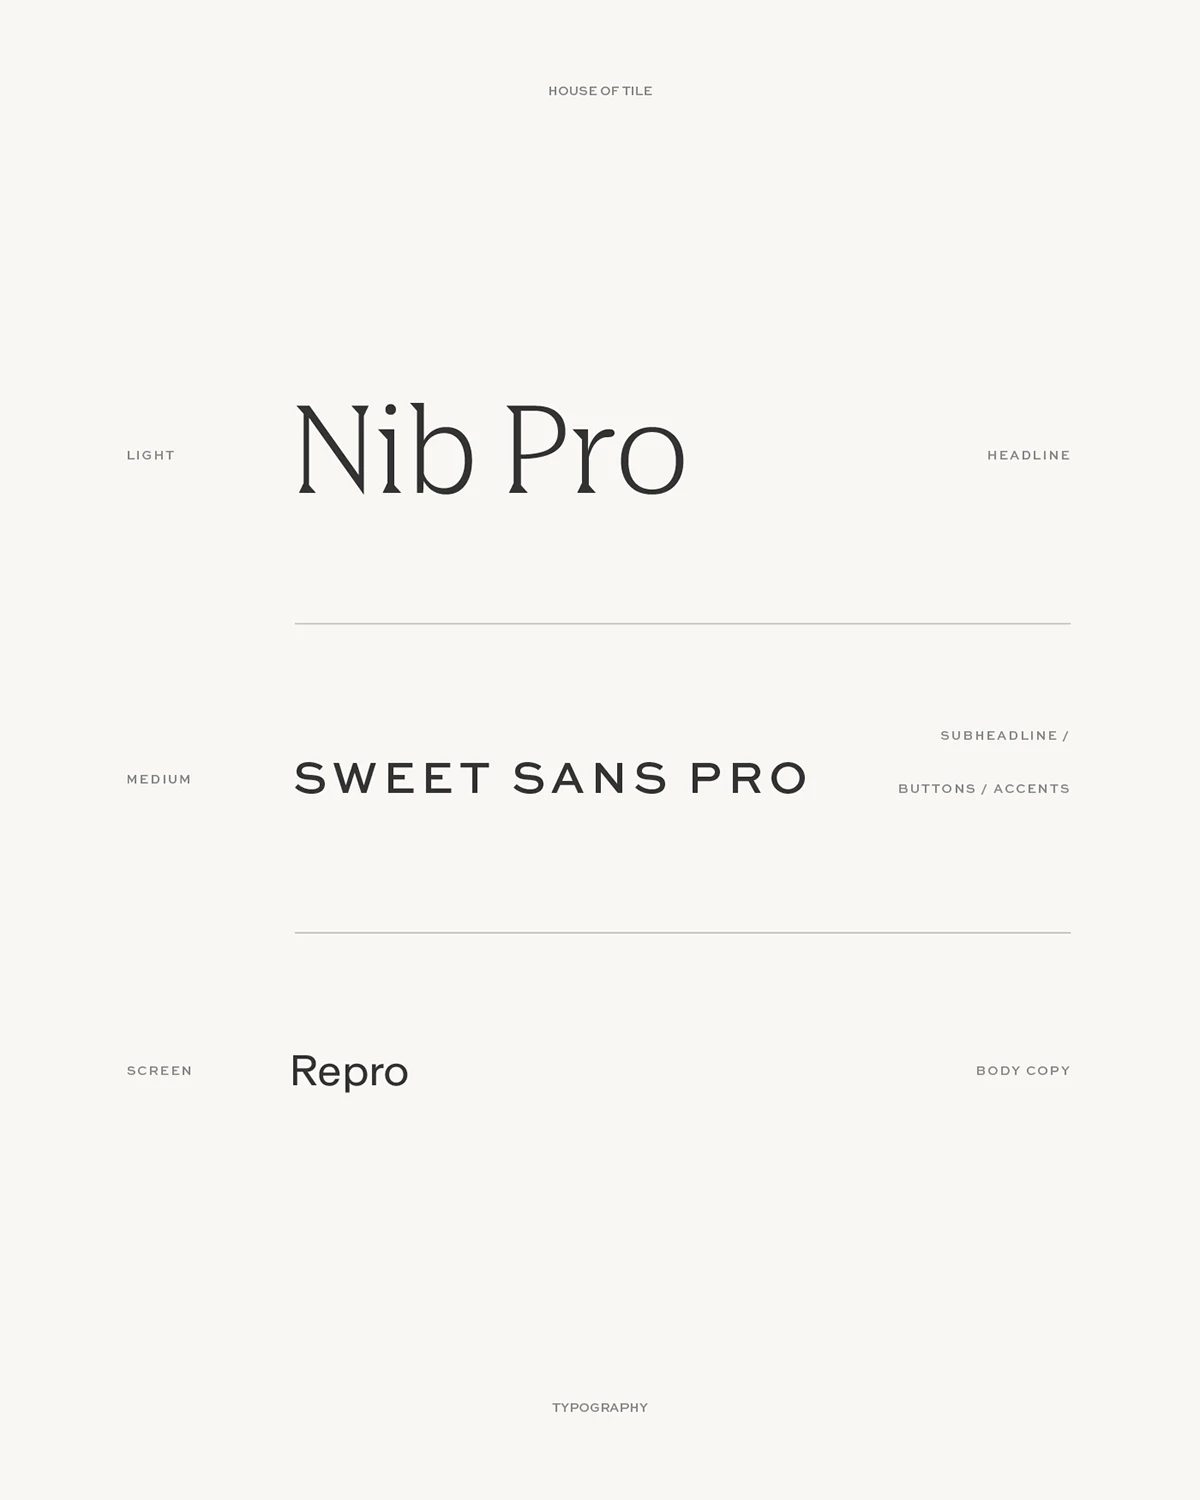 HOUSE OF TILE
LIGHT
Nib Pro
HEADLINE
MEDIUM
SWEET SANS PRO
SUBHEADLINE /
BUTTONS / ACCENTS
SCREEN
Repro
BODY COPY
TYPOGRAPHY